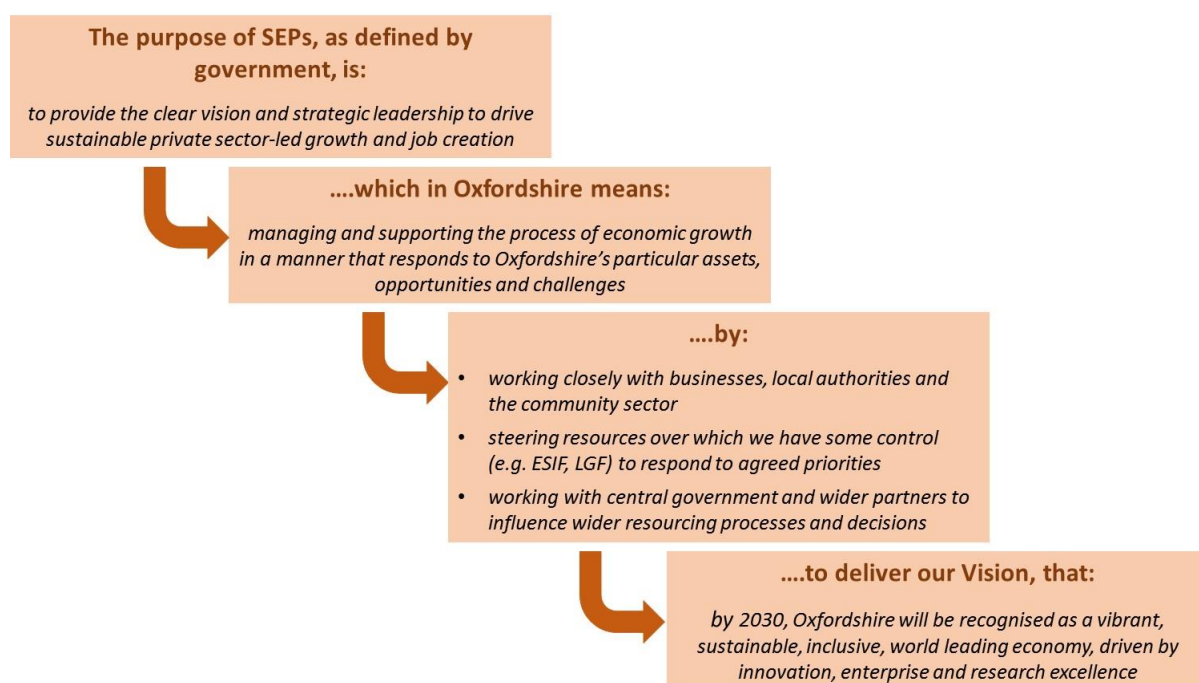 The purpose of SEPs, as defined by
government, is:
to provide the clear vision and strategic leadership to drive
sustainable private sector-led growth and job creation
....which in Oxfordshire means:
managing and supporting the process of economic growth
in a manner that responds to Oxfordshire’s particular assets,
opportunities and challenges
....by:
• working closely with businesses, local authorities and
the community sector
• steering resources over which we have some control
(e.g. ESIF, LGF) to respond to agreed priorities
• working with central government and wider partners to
influence wider resourcing processes and decisions
....to deliver our Vision, that:
by 2030, Oxfordshire will be recognised as a vibrant,
sustainable, inclusive, world leading economy, driven by
innovation, enterprise and research excellence